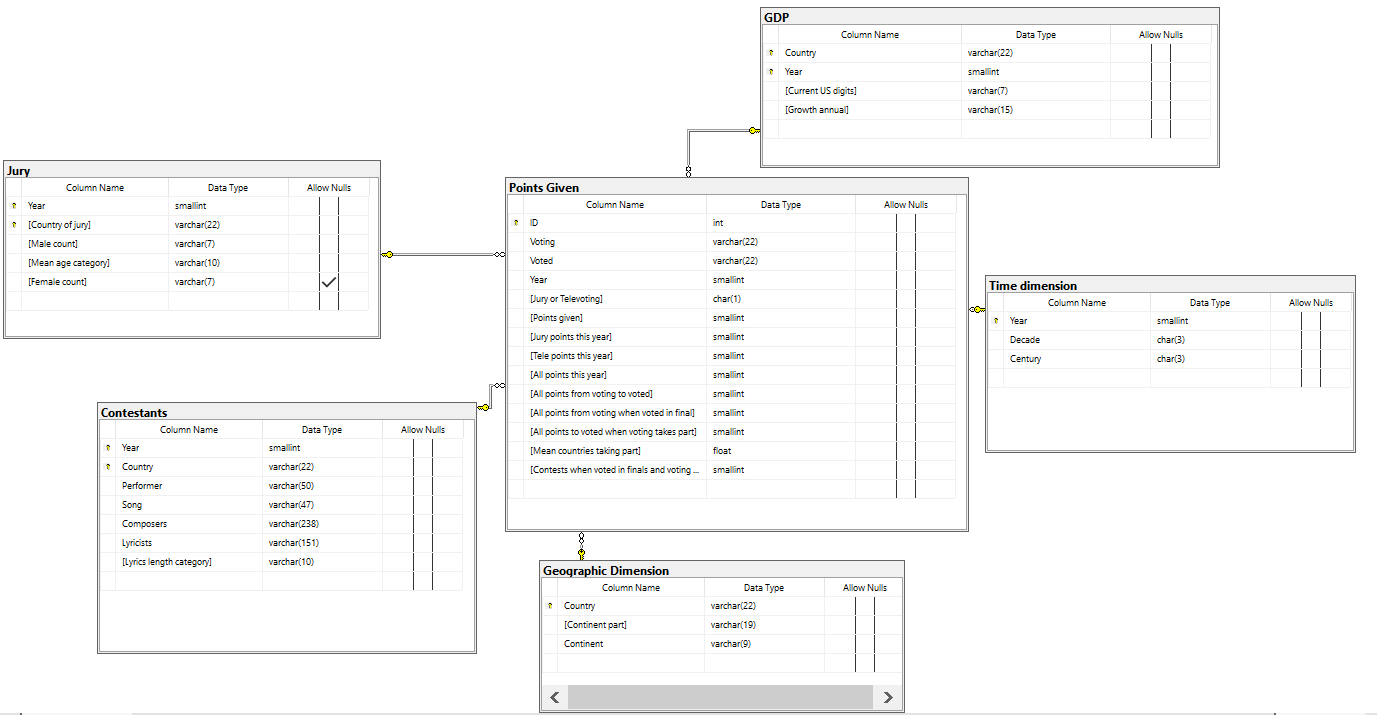 GDP
Column Name Data Type Allow Nulls
Country varchar(22)
Year smallint
[Current US digits] varchar(7)
[Growth annual] varchar(15)
Jury
Column Name Data Type Allow Nulls
Year smallint
[Country of jury] varchar(22)
[Male count] varchar(7)
[Mean age category] varchar(10)
[Female count] varchar(7)
Points Given
Column Name Data Type Allow Nulls
ID int
Voting varchar(22)
Voted varchar(22)
Year smallint
[Jury or Televoting] char(1)
[Points given] smallint
[Jury points this year] smallint
[Tele points this year] smallint
[All points this year] smallint
[All points from voting to voted] smallint
[All points from voting when voted in final] smallint
[All points to voted when voting takes part] smallint
[Mean countries taking part] float
[Contests when voted in finals and voting ... smallint
Time dimension
Column Name Data Type Allow Nulls
Year smallint
Decade char(3)
Century char(3)
Contestants
Column Name Data Type Allow Nulls
Year smallint
Country varchar(22)
Performer varchar(50)
Song varchar(47)
Composers varchar(238)
Lyricists varchar(151)
[Lyrics length category] varchar(10)
Geographic Dimension
Column Name Data Type Allow Nulls
Country varchar(22)
[Continent part] varchar(19)
Continent varchar(9)